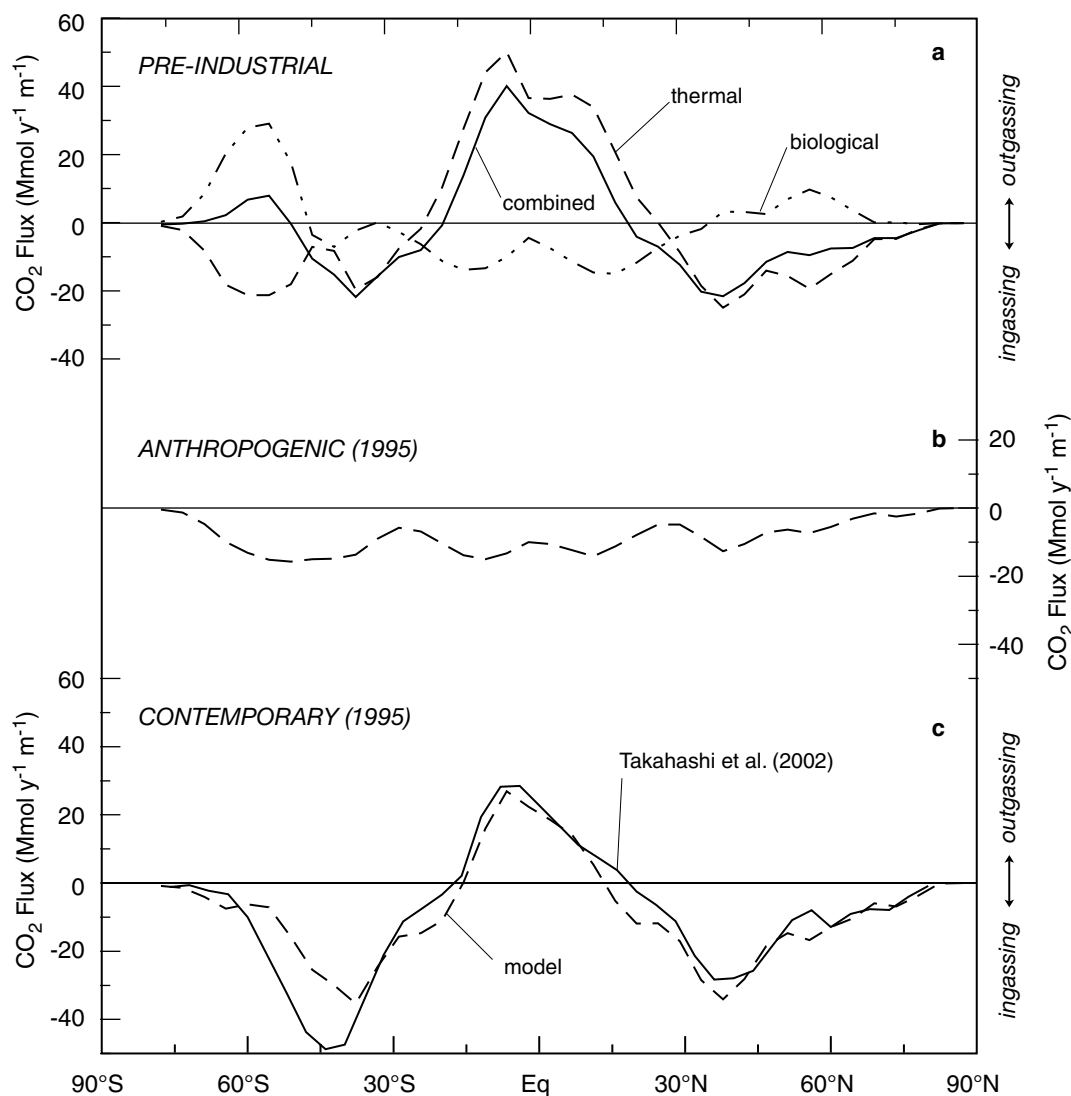 60
40
20
0
-20
-40
CO2 Flux (Mmol y-1 m-1)
PRE-INDUSTRIAL
a
thermal
biological
combined
outgassing
ingassing
ANTHROPOGENIC (1995)
b
20
0
-20
-40
CO2 Flux (Mmol y-1 m-1)
60
40
20
0
-20
-40
CO2 Flux (Mmol y-1 m-1)
CONTEMPORARY (1995)
c
Takahashi et al. (2002)
model
outgassing
ingassing
90°S 60°S 30°S Eq 30°N 60°N 90°N